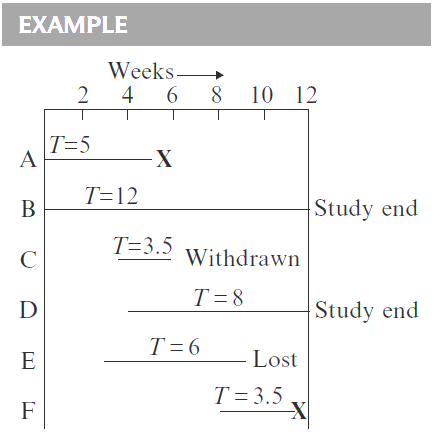 EXAMPLE
Weeks
2 4 6 8 10 12
A T=5 X
B T=12 Study end
C T=3.5 Withdrawn
D T=8 Study end
E T=6 Lost
F T=3.5 X